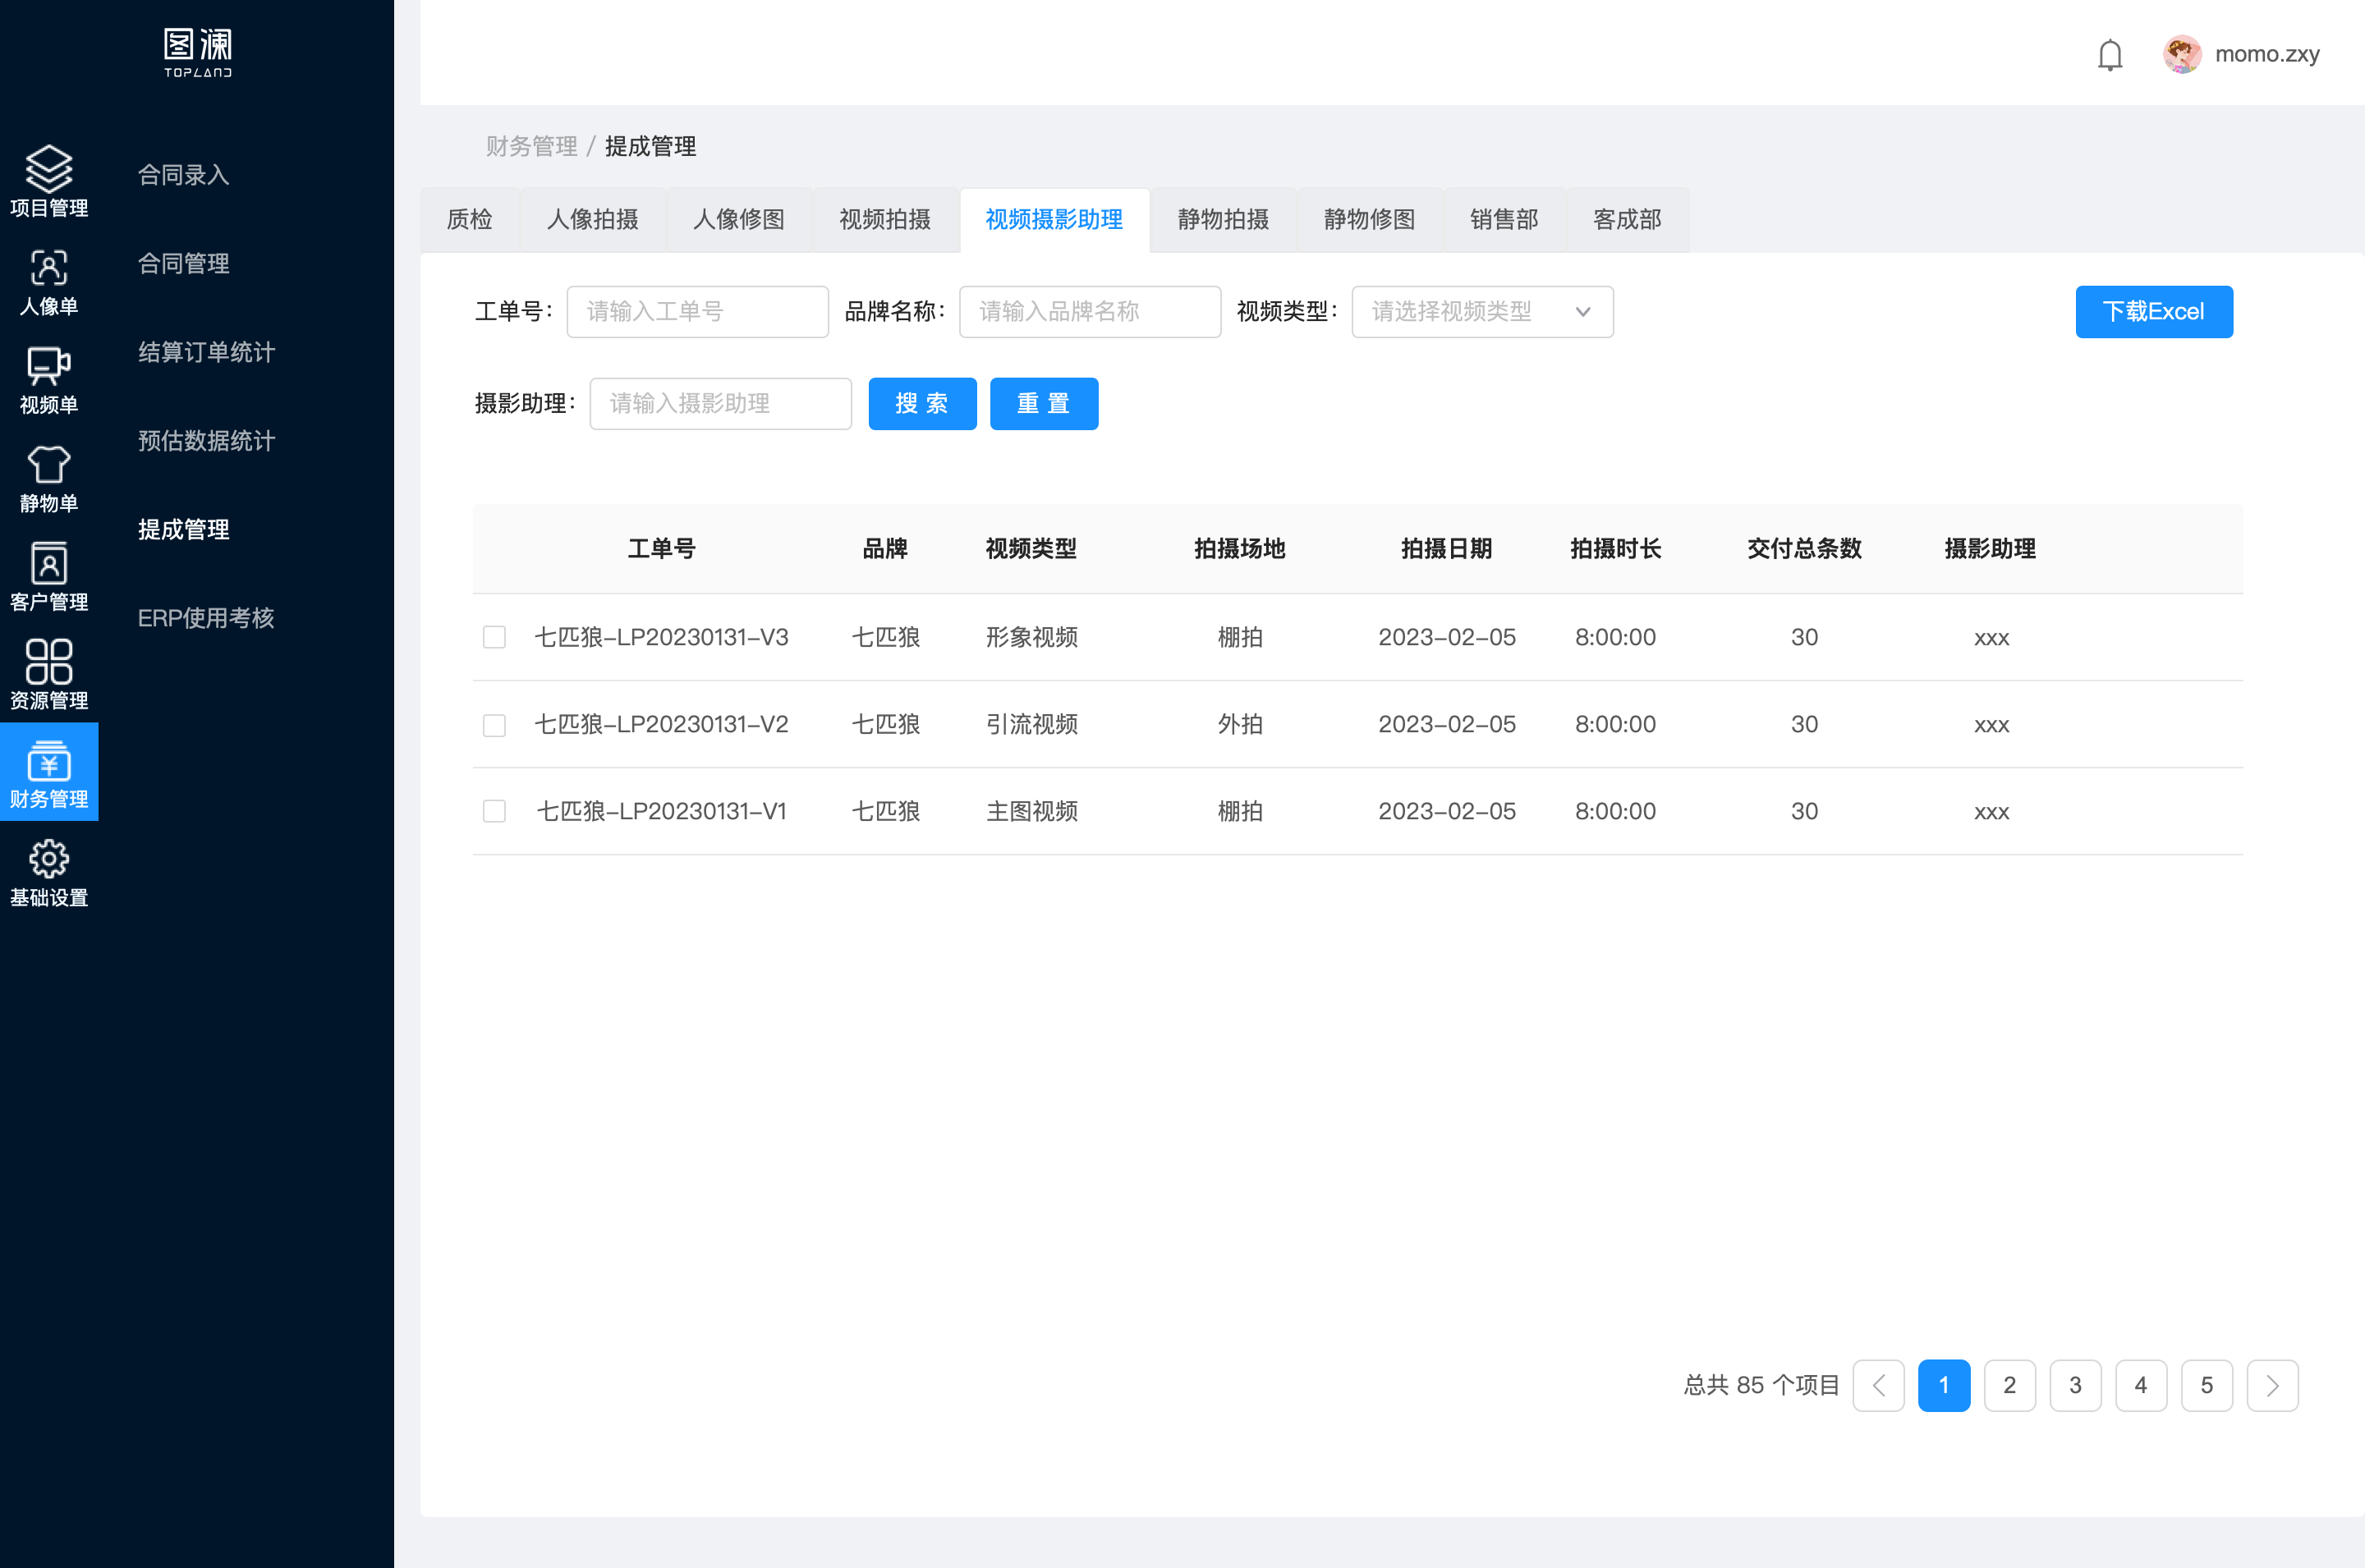 图澜
TOPLAND
momo.zxy
项目管理
人像单
视频单
静物单
客户管理
资源管理
财务管理
基础设置
合同录入
合同管理
结算订单统计
预估数据统计
提成管理
ERP使用考核
财务管理 / 提成管理
质检 人像拍摄 人像修图 视频拍摄 视频摄影助理 静物拍摄 静物修图 销售部 客成部
工单号: 请输入工单号 品牌名称: 请输入品牌名称 视频类型: 请选择视频类型 下载Excel
摄影助理: 请输入摄影助理 搜 索 重 置
工单号 品牌 视频类型 拍摄场地 拍摄日期 拍摄时长 交付总条数 摄影助理
七匹狼-LP20230131-V3 七匹狼 形象视频 棚拍 2023-02-05 8:00:00 30 xxx
七匹狼-LP20230131-V2 七匹狼 引流视频 外拍 2023-02-05 8:00:00 30 xxx
七匹狼-LP20230131-V1 七匹狼 主图视频 棚拍 2023-02-05 8:00:00 30 xxx
总共 85 个项目 1 2 3 4 5